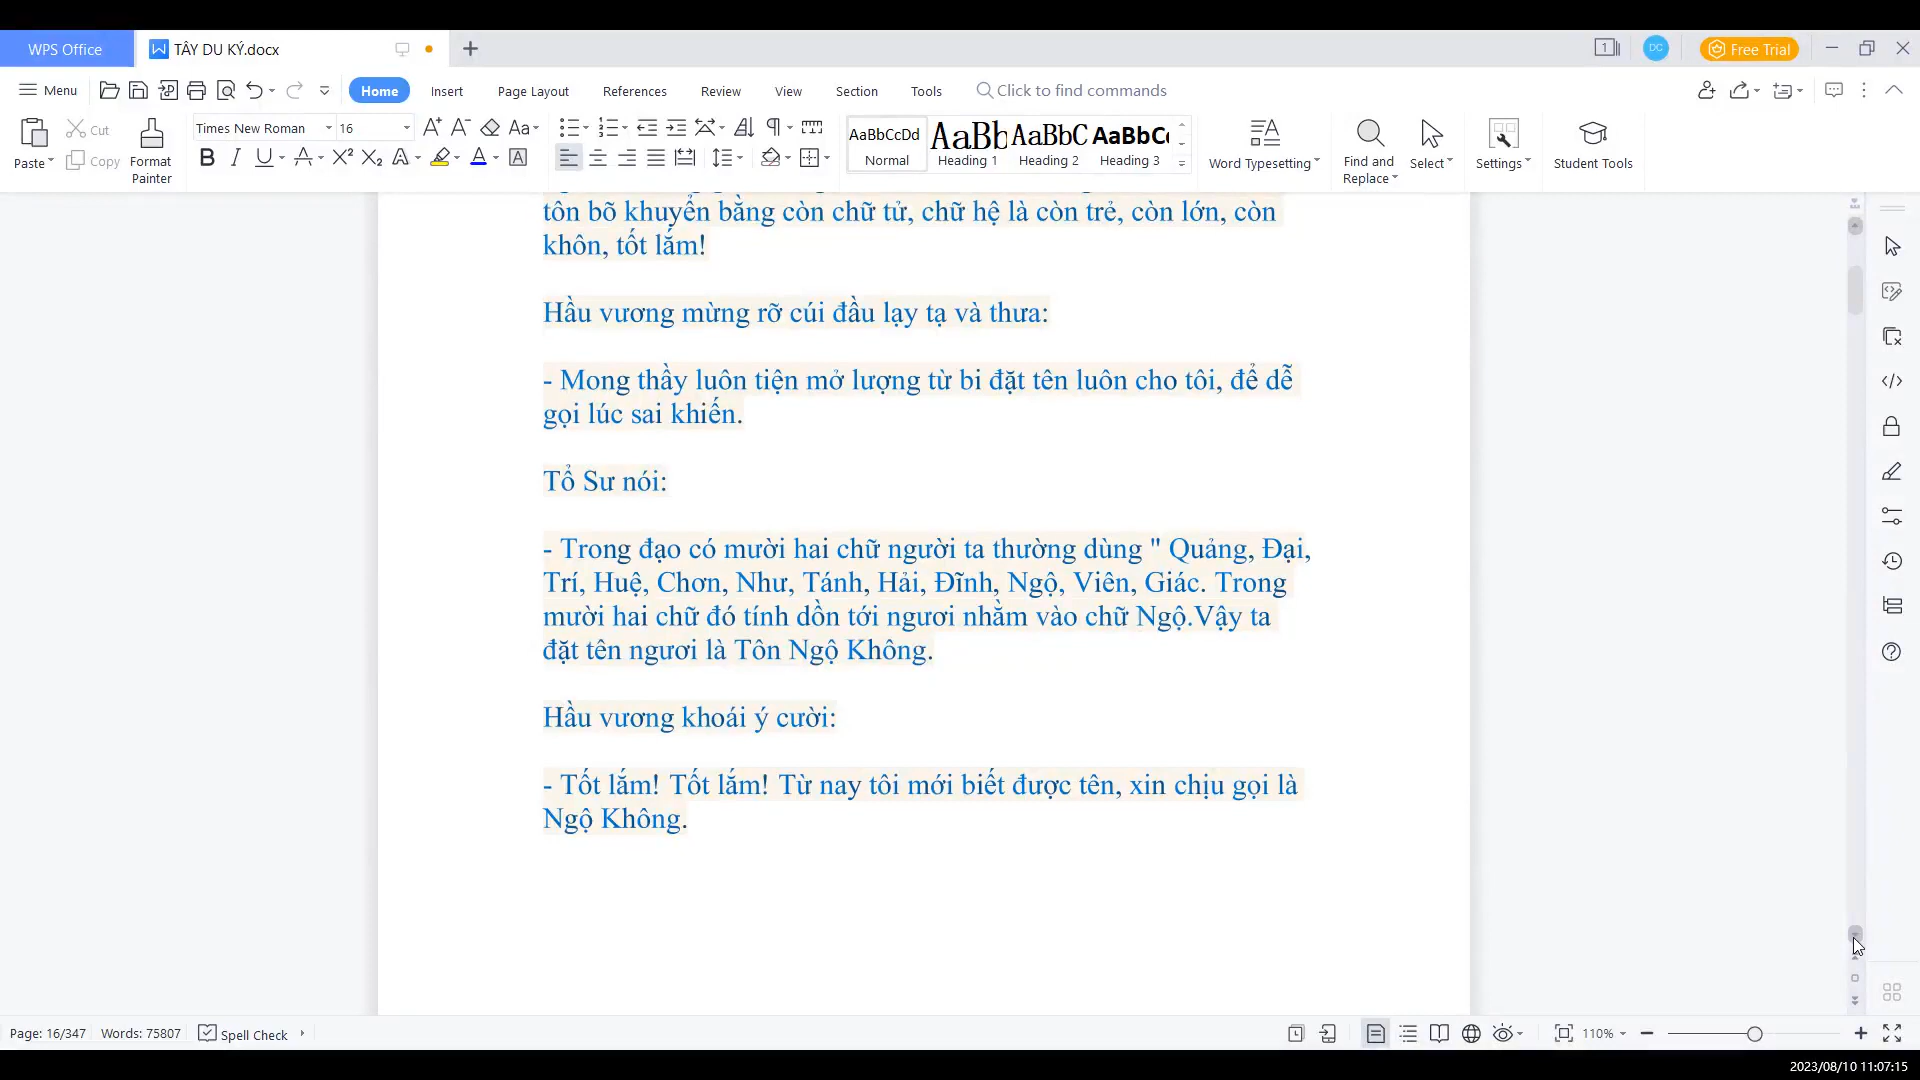 WPS Office
TÂY DU KÝ.docx
1
DC
Free Trial
Menu
Home
Insert
Page Layout
References
Review
View
Section
Tools
Click to find commands
Paste
Cut
Copy
Format Painter
Times New Roman
16
AaBbCcDd
Normal
AaBb
Heading 1
AaBbC
Heading 2
AaBbCc
Heading 3
Word Typesetting
Find and Replace
Select
Settings
Student Tools
tôn bõ khuyển bằng còn chữ tử, chữ hệ là còn trẻ, còn lớn, còn
khôn, tốt lắm!
Hầu vương mừng rỡ cúi đầu lạy tạ và thưa:
- Mong thầy luôn tiện mở lượng từ bi đặt tên luôn cho tôi, để dễ
gọi lúc sai khiến.
Tổ Sư nói:
- Trong đạo có mười hai chữ người ta thường dùng " Quảng, Đại,
Trí, Huệ, Chơn, Như, Tánh, Hải, Đĩnh, Ngộ, Viên, Giác. Trong
mười hai chữ đó tính dồn tới ngươi nhằm vào chữ Ngộ.Vậy ta
đặt tên ngươi là Tôn Ngộ Không.
Hầu vương khoái ý cười:
- Tốt lắm! Tốt lắm! Từ nay tôi mới biết được tên, xin chịu gọi là
Ngộ Không.
Page: 16/347
Words: 75807
Spell Check
110%
2023/08/10 11:07:15